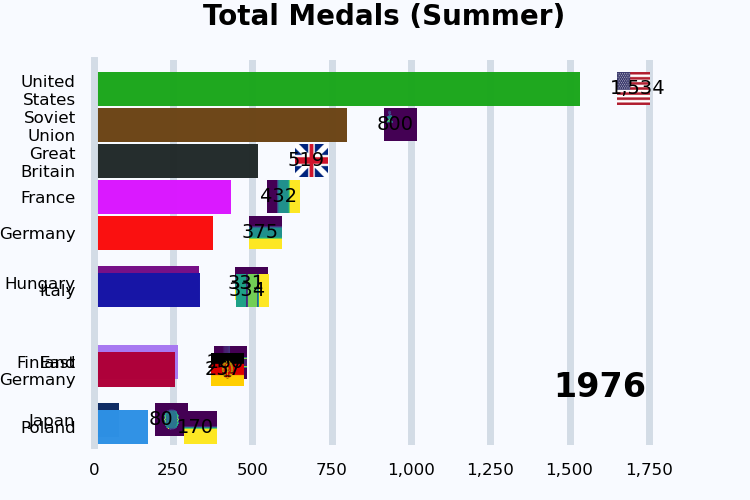 Total Medals (Summer)
United
States
1,534
Soviet
Union
800
Great
Britain
519
France
432
Germany
375
Hungary
331
Italy
334
Finland
East
Germany
257
Japan
80
Poland
170
1976
0 250 500 750 1,000 1,250 1,500 1,750